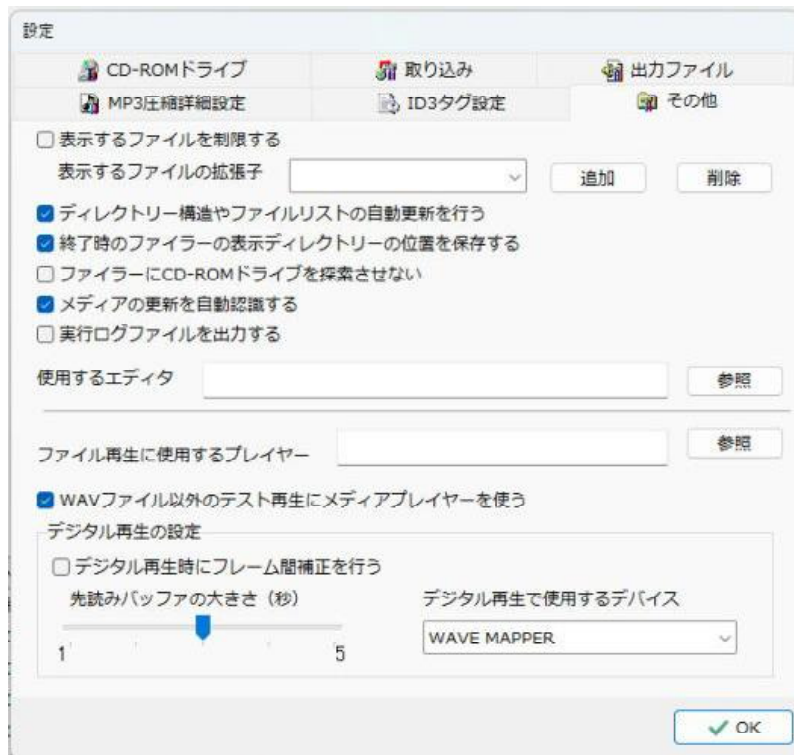 設定
CD-ROMドライブ
取り込み
出力ファイル
MP3圧縮詳細設定
ID3タグ設定
その他
表示するファイルを制限する
表示するファイルの拡張子
追加
削除
ディレクトリー構造やファイルリストの自動更新を行う
終了時のファイラーの表示ディレクトリーの位置を保存する
ファイラーにCD-ROMドライブを探索させない
メディアの更新を自動認識する
実行ログファイルを出力する
使用するエディタ
参照
ファイル再生に使用するプレイヤー
参照
WAVファイル以外のテスト再生にメディアプレイヤーを使う
デジタル再生の設定
デジタル再生時にフレーム間補正を行う
先読みバッファの大きさ（秒）
デジタル再生で使用するデバイス
1
5
WAVE MAPPER
OK